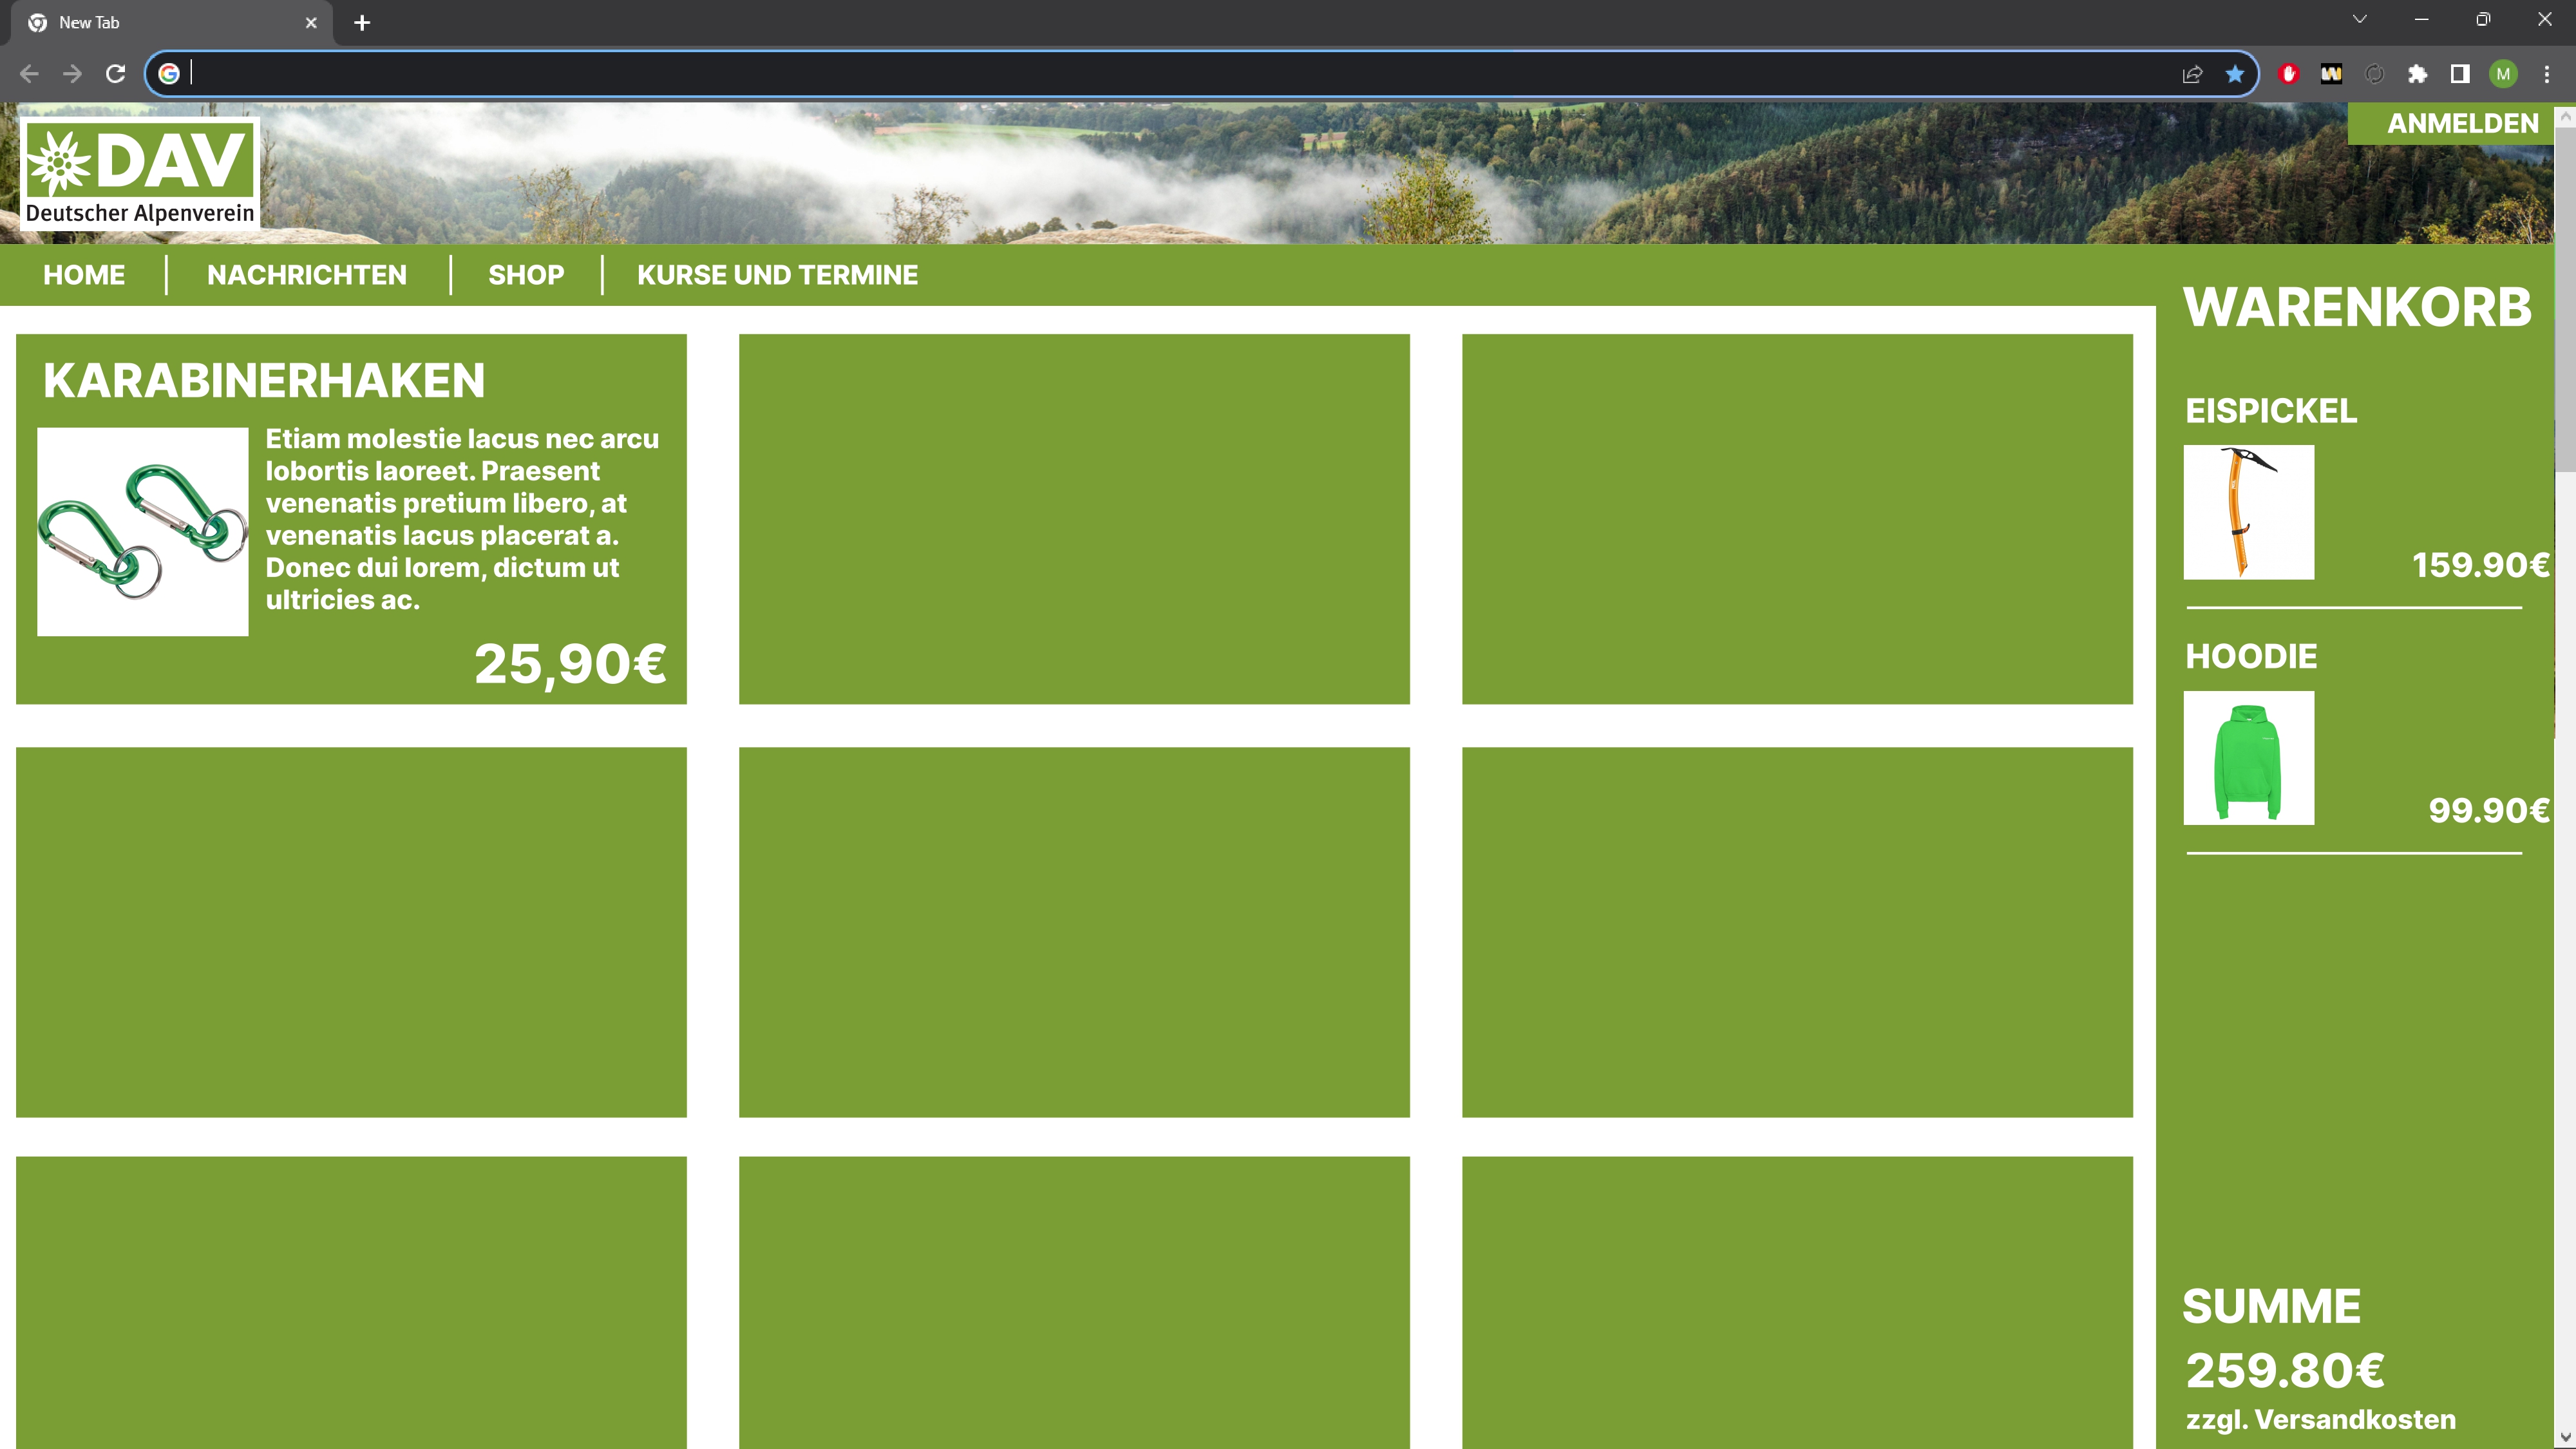 New Tab
M
ANMELDEN
DAV
Deutscher Alpenverein
HOME
NACHRICHTEN
SHOP
KURSE UND TERMINE
WARENKORB
KARABINERHAKEN
Etiam molestie lacus nec arcu
lobortis laoreet. Praesent
venenatis pretium libero, at
venenatis lacus placerat a.
Donec dui lorem, dictum ut
ultricies ac.
25,90€
EISPICKEL
159.90€
HOODIE
99.90€
SUMME
259.80€
zzgl. Versandkosten